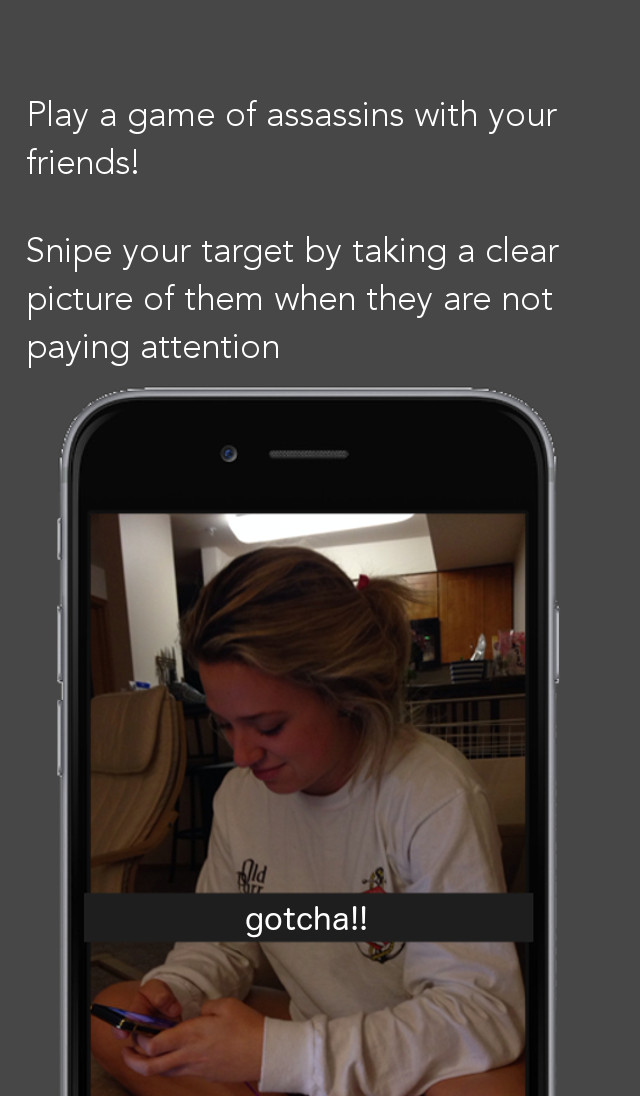 Play a game of assassins with your
friends!
Snipe your target by taking a clear
picture of them when they are not
paying attention
Old
gotcha!!